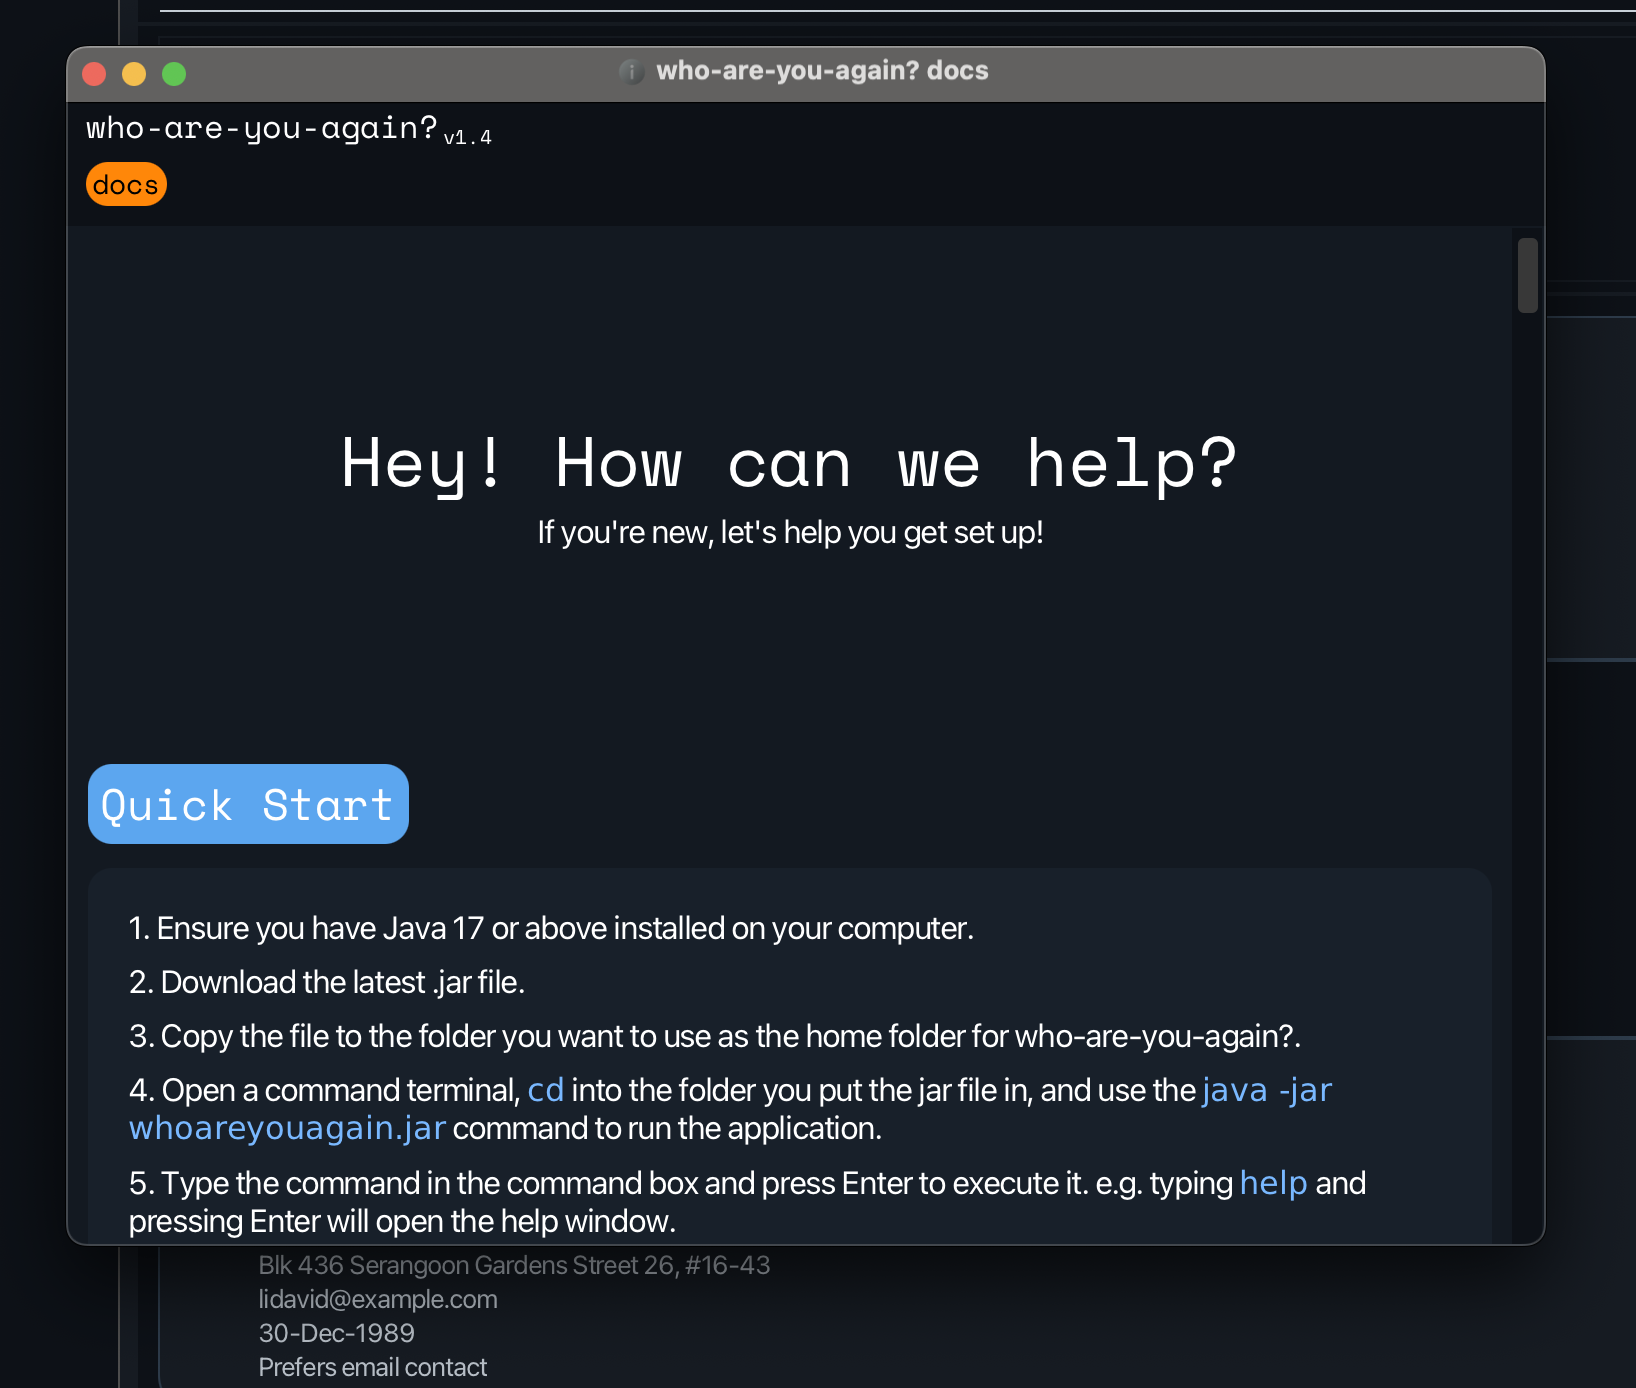 who-are-you-again? docs
who-are-you-again? v1.4
docs
Hey! How can we help?
If you're new, let's help you get set up!
Quick Start
1. Ensure you have Java 17 or above installed on your computer.
2. Download the latest .jar file.
3. Copy the file to the folder you want to use as the home folder for who-are-you-again?.
4. Open a command terminal, cd into the folder you put the jar file in, and use the java -jar
whoareyouagain.jar command to run the application.
5. Type the command in the command box and press Enter to execute it. e.g. typing help and
pressing Enter will open the help window.
Blk 436 Serangoon Gardens Street 26, #16-43
lidavid@example.com
30-Dec-1989
Prefers email contact